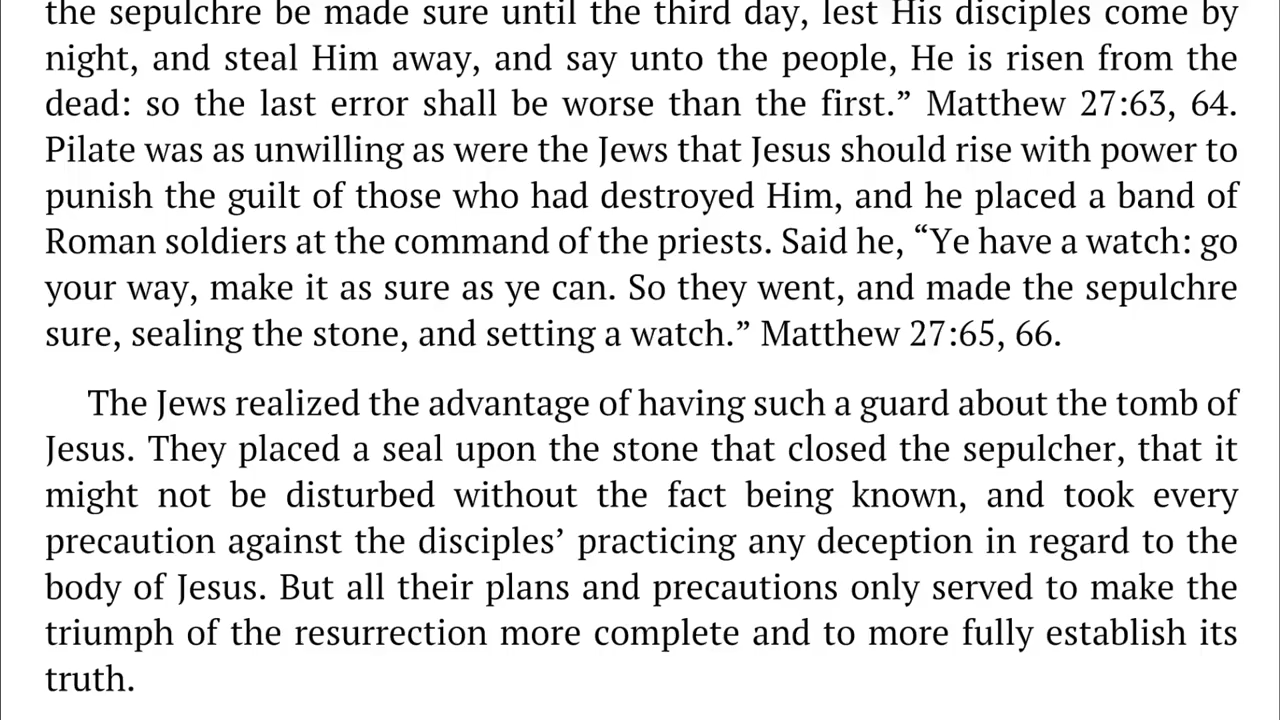 the sepulchre be made sure until the third day, lest His disciples come by
night, and steal Him away, and say unto the people, He is risen from the
dead: so the last error shall be worse than the first.” Matthew 27:63, 64.
Pilate was as unwilling as were the Jews that Jesus should rise with power to
punish the guilt of those who had destroyed Him, and he placed a band of
Roman soldiers at the command of the priests. Said he, “Ye have a watch: go
your way, make it as sure as ye can. So they went, and made the sepulchre
sure, sealing the stone, and setting a watch.” Matthew 27:65, 66.
The Jews realized the advantage of having such a guard about the tomb of
Jesus. They placed a seal upon the stone that closed the sepulcher, that it
might not be disturbed without the fact being known, and took every
precaution against the disciples’ practicing any deception in regard to the
body of Jesus. But all their plans and precautions only served to make the
triumph of the resurrection more complete and to more fully establish its
truth.